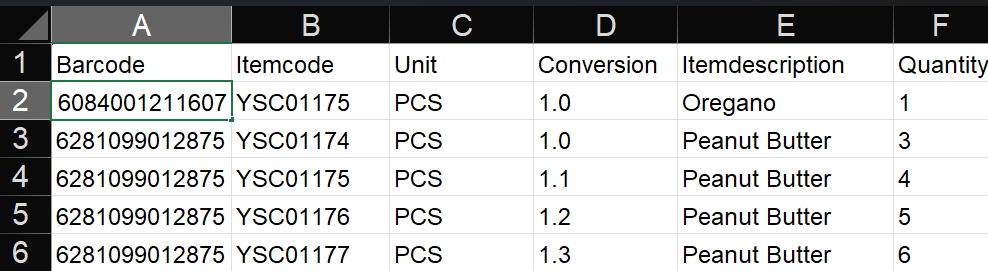 A B C D E F
1 Barcode Itemcode Unit Conversion Itemdescription Quantity
2 6084001211607 YSC01175 PCS 1.0 Oregano 1
3 6281099012875 YSC01174 PCS 1.0 Peanut Butter 3
4 6281099012875 YSC01175 PCS 1.1 Peanut Butter 4
5 6281099012875 YSC01176 PCS 1.2 Peanut Butter 5
6 6281099012875 YSC01177 PCS 1.3 Peanut Butter 6